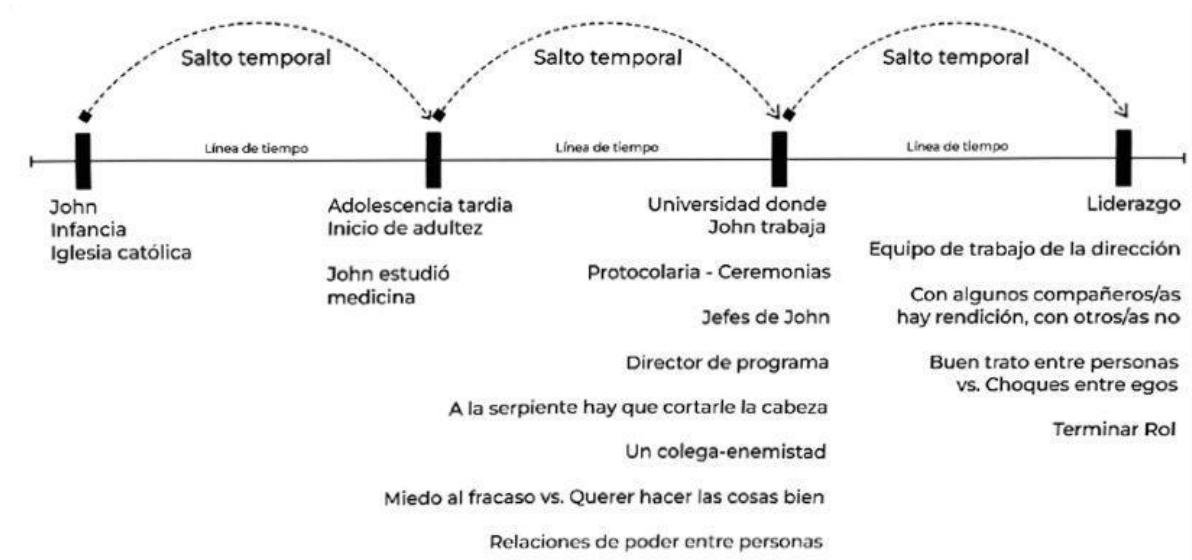 Salto temporal
Salto temporal
Salto temporal
Línea de tiempo
Línea de tiempo
Línea de tiempo
John
Infancia
Iglesia católica
Adolescencia tardia
Inicio de adultez
John estudió
medicina
Universidad donde
John trabaja
Protocolaria - Ceremonias
Jefes de John
Director de programa
A la serpiente hay que cortarle la cabeza
Un colega-enemistad
Miedo al fracaso vs. Querer hacer las cosas bien
Relaciones de poder entre personas
Liderazgo
Equipo de trabajo de la dirección
Con algunos compañeros/as
hay rendición, con otros/as no
Buen trato entre personas
vs. Choques entre egos
Terminar Rol